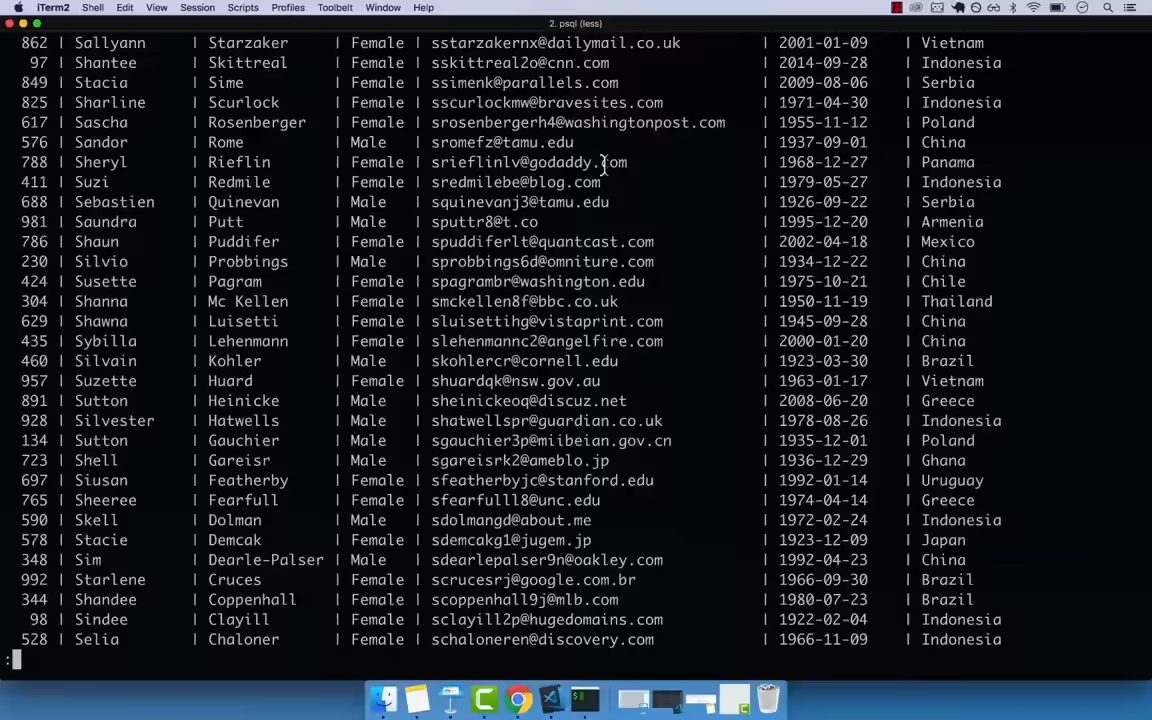 iTerm2 Shell Edit View Session Scripts Profiles Toolbelt Window Help
2. psql (less)
862 | Sallyann | Starzaker | Female | sstarzakernx@dailymail.co.uk | 2001-01-09 | Vietnam
97 | Shantee | Skittreal | Female | sskittreal2o@cnn.com | 2014-09-28 | Indonesia
849 | Stacia | Sime | Female | ssimenk@parallels.com | 2009-08-06 | Serbia
825 | Sharline | Scurlock | Female | sscurlockmw@bravesites.com | 1971-04-30 | Indonesia
617 | Sascha | Rosenberger | Female | srosenbergerh4@washingtonpost.com | 1955-11-12 | Poland
576 | Sandor | Rome | Male | sromefz@tamu.edu | 1937-09-01 | China
788 | Sheryl | Rieflin | Female | srieflinlv@godaddy.com | 1968-12-27 | Panama
411 | Suzi | Redmile | Female | sredmilebe@blog.com | 1979-05-27 | Indonesia
688 | Sebastien | Quinevan | Male | squinevanj3@tamu.edu | 1926-09-22 | Serbia
981 | Saundra | Putt | Male | sputtr8@t.co | 1995-12-20 | Armenia
786 | Shaun | Puddifer | Female | spuddiferlt@quantcast.com | 2002-04-18 | Mexico
230 | Silvio | Probbings | Male | sprobbings6d@omniture.com | 1934-12-22 | China
424 | Susette | Pagram | Female | spagrambr@washington.edu | 1975-10-21 | Chile
304 | Shanna | Mc Kellen | Female | smckellen8f@bbc.co.uk | 1950-11-19 | Thailand
629 | Shawna | Luisetti | Female | sluisettihg@vistaprint.com | 1945-09-28 | China
435 | Sybilla | Lehenmann | Female | slehenmannc2@angelfire.com | 2000-01-20 | China
460 | Silvain | Kohler | Male | skohlercr@cornell.edu | 1923-03-30 | Brazil
957 | Suzette | Huard | Female | shuardqk@nsw.gov.au | 1963-01-17 | Vietnam
891 | Sutton | Heinicke | Male | sheinickeoq@discuz.net | 2008-06-20 | Greece
928 | Silvester | Hatwells | Male | shatwellspr@guardian.co.uk | 1978-08-26 | Indonesia
134 | Sutton | Gauchier | Male | sgauchier3p@miibeian.gov.cn | 1935-12-01 | Poland
723 | Shell | Gareisr | Male | sgareisrk2@ameblo.jp | 1936-12-29 | Ghana
697 | Siusan | Featherby | Female | sfeatherbyjc@stanford.edu | 1992-01-14 | Uruguay
765 | Sheeree | Fearfull | Female | sfearfulll8@unc.edu | 1974-04-14 | Greece
590 | Skell | Dolman | Male | sdolmangd@about.me | 1972-02-24 | Indonesia
578 | Stacie | Demcak | Female | sdemcakg1@jugem.jp | 1923-12-09 | Japan
348 | Sim | Dearle-Palser | Male | sdearlepalser9n@oakley.com | 1992-04-23 | China
992 | Starlene | Cruces | Female | scrucesrj@google.com.br | 1966-09-30 | Brazil
344 | Shandee | Coppenhall | Female | scoppenhall9j@mlb.com | 1980-07-23 | Brazil
98 | Sindee | Clayill | Female | sclayill2p@hugedomains.com | 1922-02-04 | Indonesia
528 | Selia | Chaloner | Female | schaloneren@discovery.com | 1966-11-09 | Indonesia
: